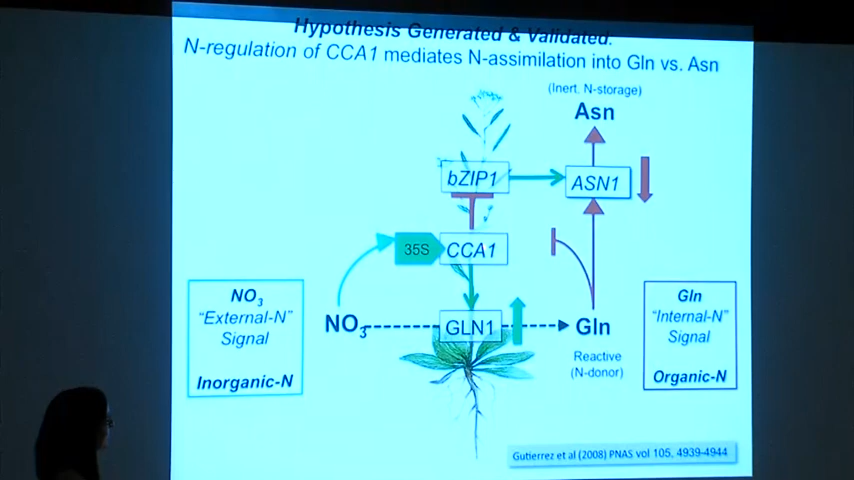 Hypothesis Generated & Validated.
N-regulation of CCA1 mediates N-assimilation into Gln vs. Asn
(Inert. N-storage)
Asn
bZIP1
ASN1
35S
CCA1
NO3
"External-N"
Signal
Inorganic-N
NO3
GLN1
Gln
Reactive
(N-donor)
Gln
"Internal-N"
Signal
Organic-N
Gutierrez et al (2008) PNAS vol 105, 4939-4944